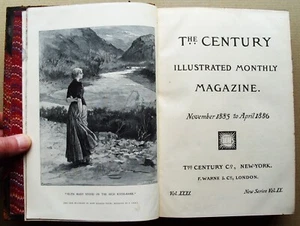 THE CENTURY
ILLUSTRATED MONTHLY
MAGAZINE.
November 1885 to April 1886
THE CENTURY CO., NEW-YORK.
F. WARNE & CO., LONDON.
Vol. XXXI. New Series Vol. IX.